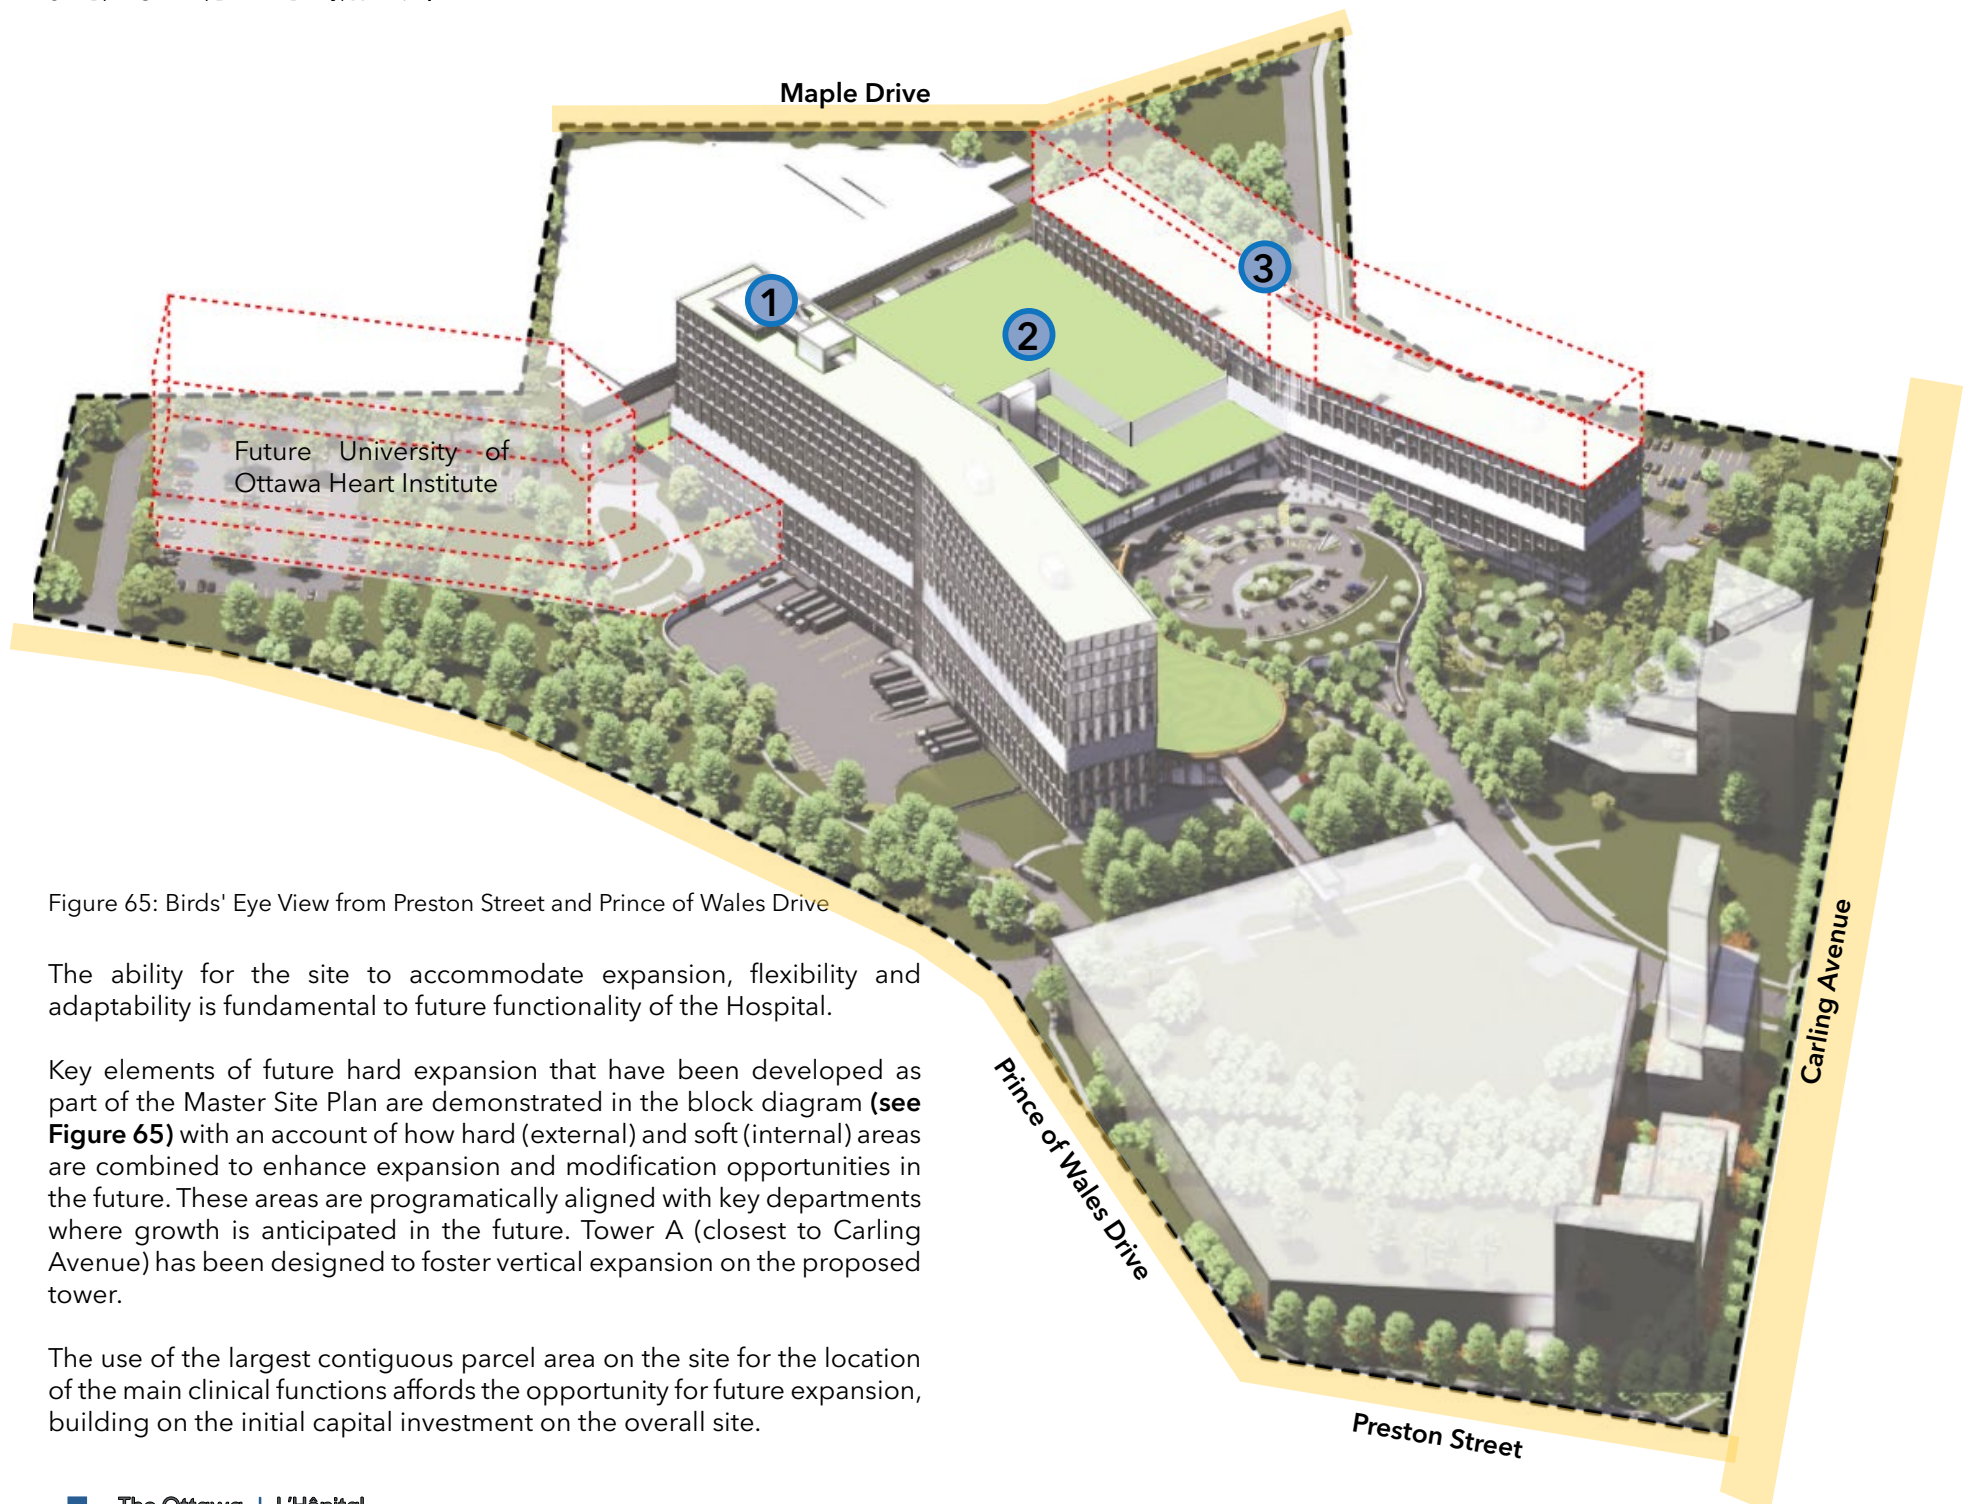 Maple Drive
1
2
3
Future University of
Ottawa Heart Institute
Carling Avenue
Prince of Wales Drive
Preston Street
Figure 65: Birds' Eye View from Preston Street and Prince of Wales Drive
The ability for the site to accommodate expansion, flexibility and
adaptability is fundamental to future functionality of the Hospital.
Key elements of future hard expansion that have been developed as
part of the Master Site Plan are demonstrated in the block diagram (see
Figure 65) with an account of how hard (external) and soft (internal) areas
are combined to enhance expansion and modification opportunities in
the future. These areas are programatically aligned with key departments
where growth is anticipated in the future. Tower A (closest to Carling
Avenue) has been designed to foster vertical expansion on the proposed
tower.
The use of the largest contiguous parcel area on the site for the location
of the main clinical functions affords the opportunity for future expansion,
building on the initial capital investment on the overall site.
The Ottawa | L'Hôpital